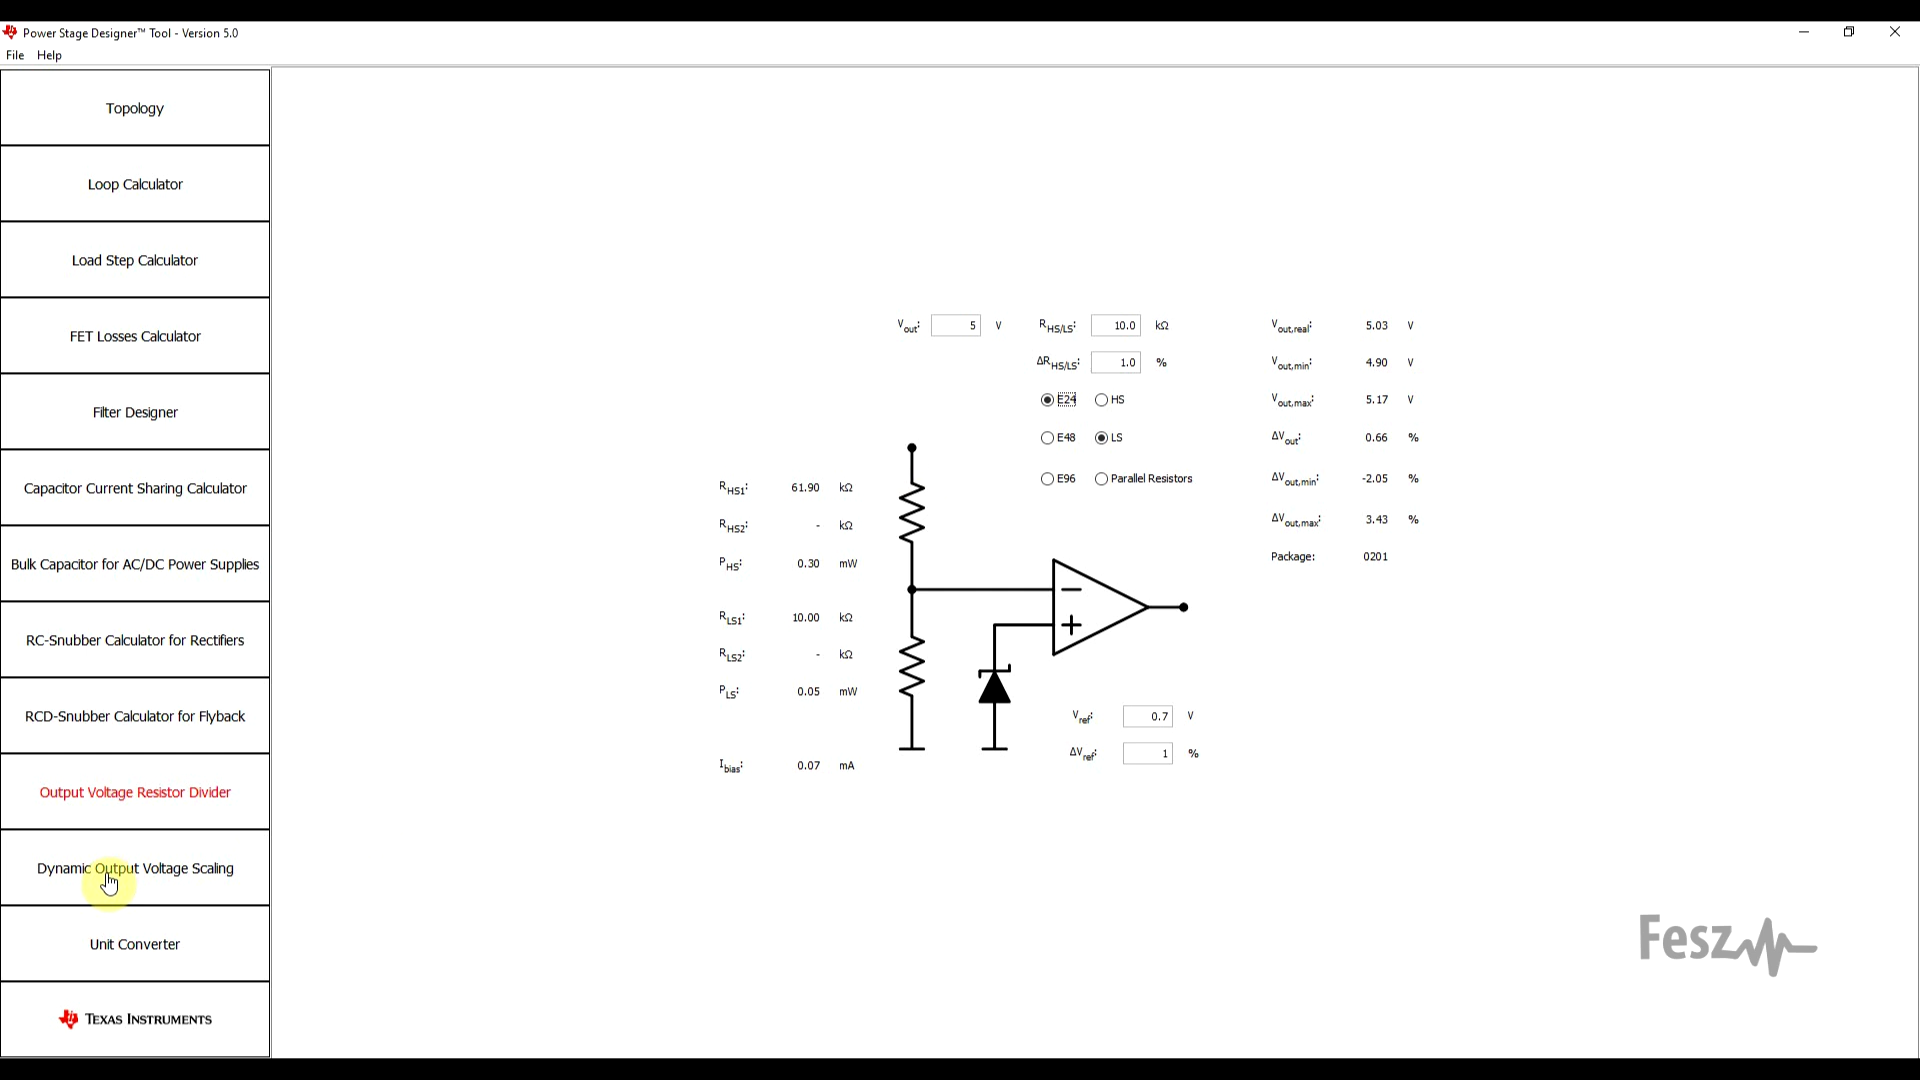 Power Stage Designer™ Tool - Version 5.0
File Help
Topology
Loop Calculator
Load Step Calculator
FET Losses Calculator
Filter Designer
Capacitor Current Sharing Calculator
Bulk Capacitor for AC/DC Power Supplies
RC-Snubber Calculator for Rectifiers
RCD-Snubber Calculator for Flyback
Output Voltage Resistor Divider
Dynamic Output Voltage Scaling
Unit Converter
TEXAS INSTRUMENTS
Vout: 5 V
RHS/LS: 10.0 kΩ
ΔRHS/LS: 1.0 %
E24 HS
E48 LS
E96 Parallel Resistors
Vout,real: 5.03 V
Vout,min: 4.90 V
Vout,max: 5.17 V
ΔVout: 0.66 %
ΔVout,min: -2.05 %
ΔVout,max: 3.43 %
Package: 0201
RHS1: 61.90 kΩ
RHS2: - kΩ
PHS: 0.30 mW
RLS1: 10.00 kΩ
RLS2: - kΩ
PLS: 0.05 mW
Ibias: 0.07 mA
Vref: 0.7 V
ΔVref: 1 %
Fesz